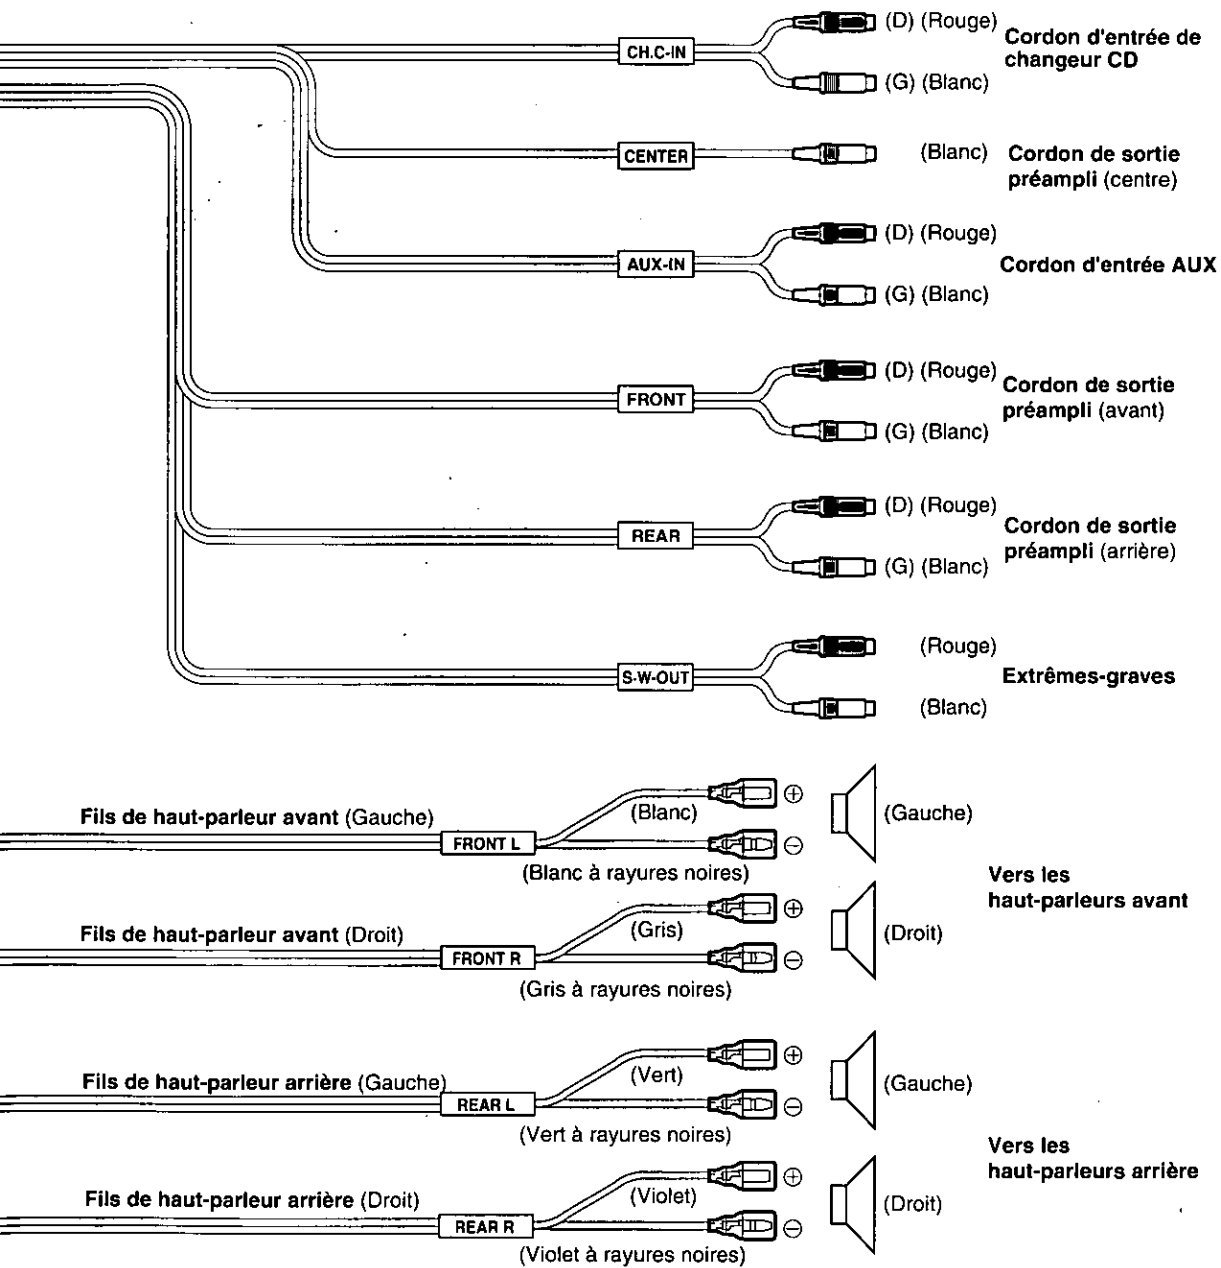 CH.C-IN
(D) (Rouge)
(G) (Blanc)
Cordon d'entrée de
changeur CD
CENTER
(Blanc)
Cordon de sortie
préampli (centre)
AUX-IN
(D) (Rouge)
(G) (Blanc)
Cordon d'entrée AUX
FRONT
(D) (Rouge)
(G) (Blanc)
Cordon de sortie
préampli (avant)
REAR
(D) (Rouge)
(G) (Blanc)
Cordon de sortie
préampli (arrière)
S-W-OUT
(Rouge)
(Blanc)
Extrêmes-graves
Fils de haut-parleur avant (Gauche)
FRONT L
(Blanc)
⊕
⊖
(Blanc à rayures noires)
(Gauche)
Vers les
haut-parleurs avant
Fils de haut-parleur avant (Droit)
FRONT R
(Gris)
⊕
⊖
(Gris à rayures noires)
(Droit)
Fils de haut-parleur arrière (Gauche)
REAR L
(Vert)
⊕
⊖
(Vert à rayures noires)
(Gauche)
Vers les
haut-parleurs arrière
Fils de haut-parleur arrière (Droit)
REAR R
(Violet)
⊕
⊖
(Violet à rayures noires)
(Droit)